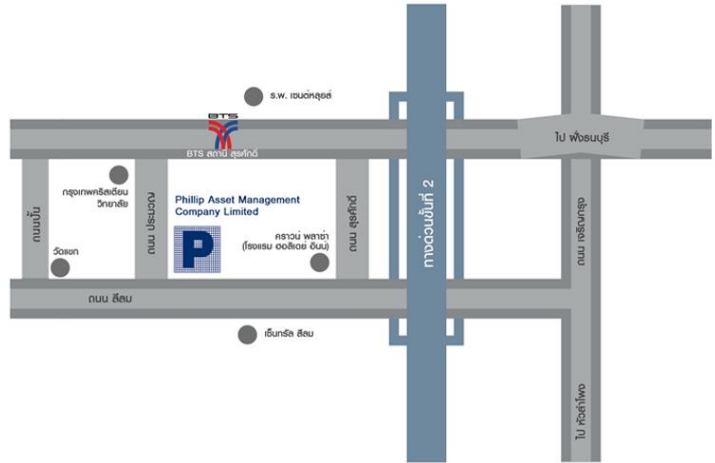 ร.พ. เซนต์หลุยส์
BTS
BTS สถานี สุรศักดิ์
ไป ฝั่งธนบุรี
กรุงเทพคริสเตียน
วิทยาลัย
Phillip Asset Management
Company Limited
P
คราวน์ พลาซ่า
(โรงแรม ฮอลิเดย์ อินน์)
วัดแขก
ถนนปั้น
ถนน ประมวญ
ถนน สุรศักดิ์
ทางด่วนขั้นที่ 2
ถนน เจริญกรุง
ถนน สีลม
เซ็นทรัล สีลม
ไป หัวลำโพง